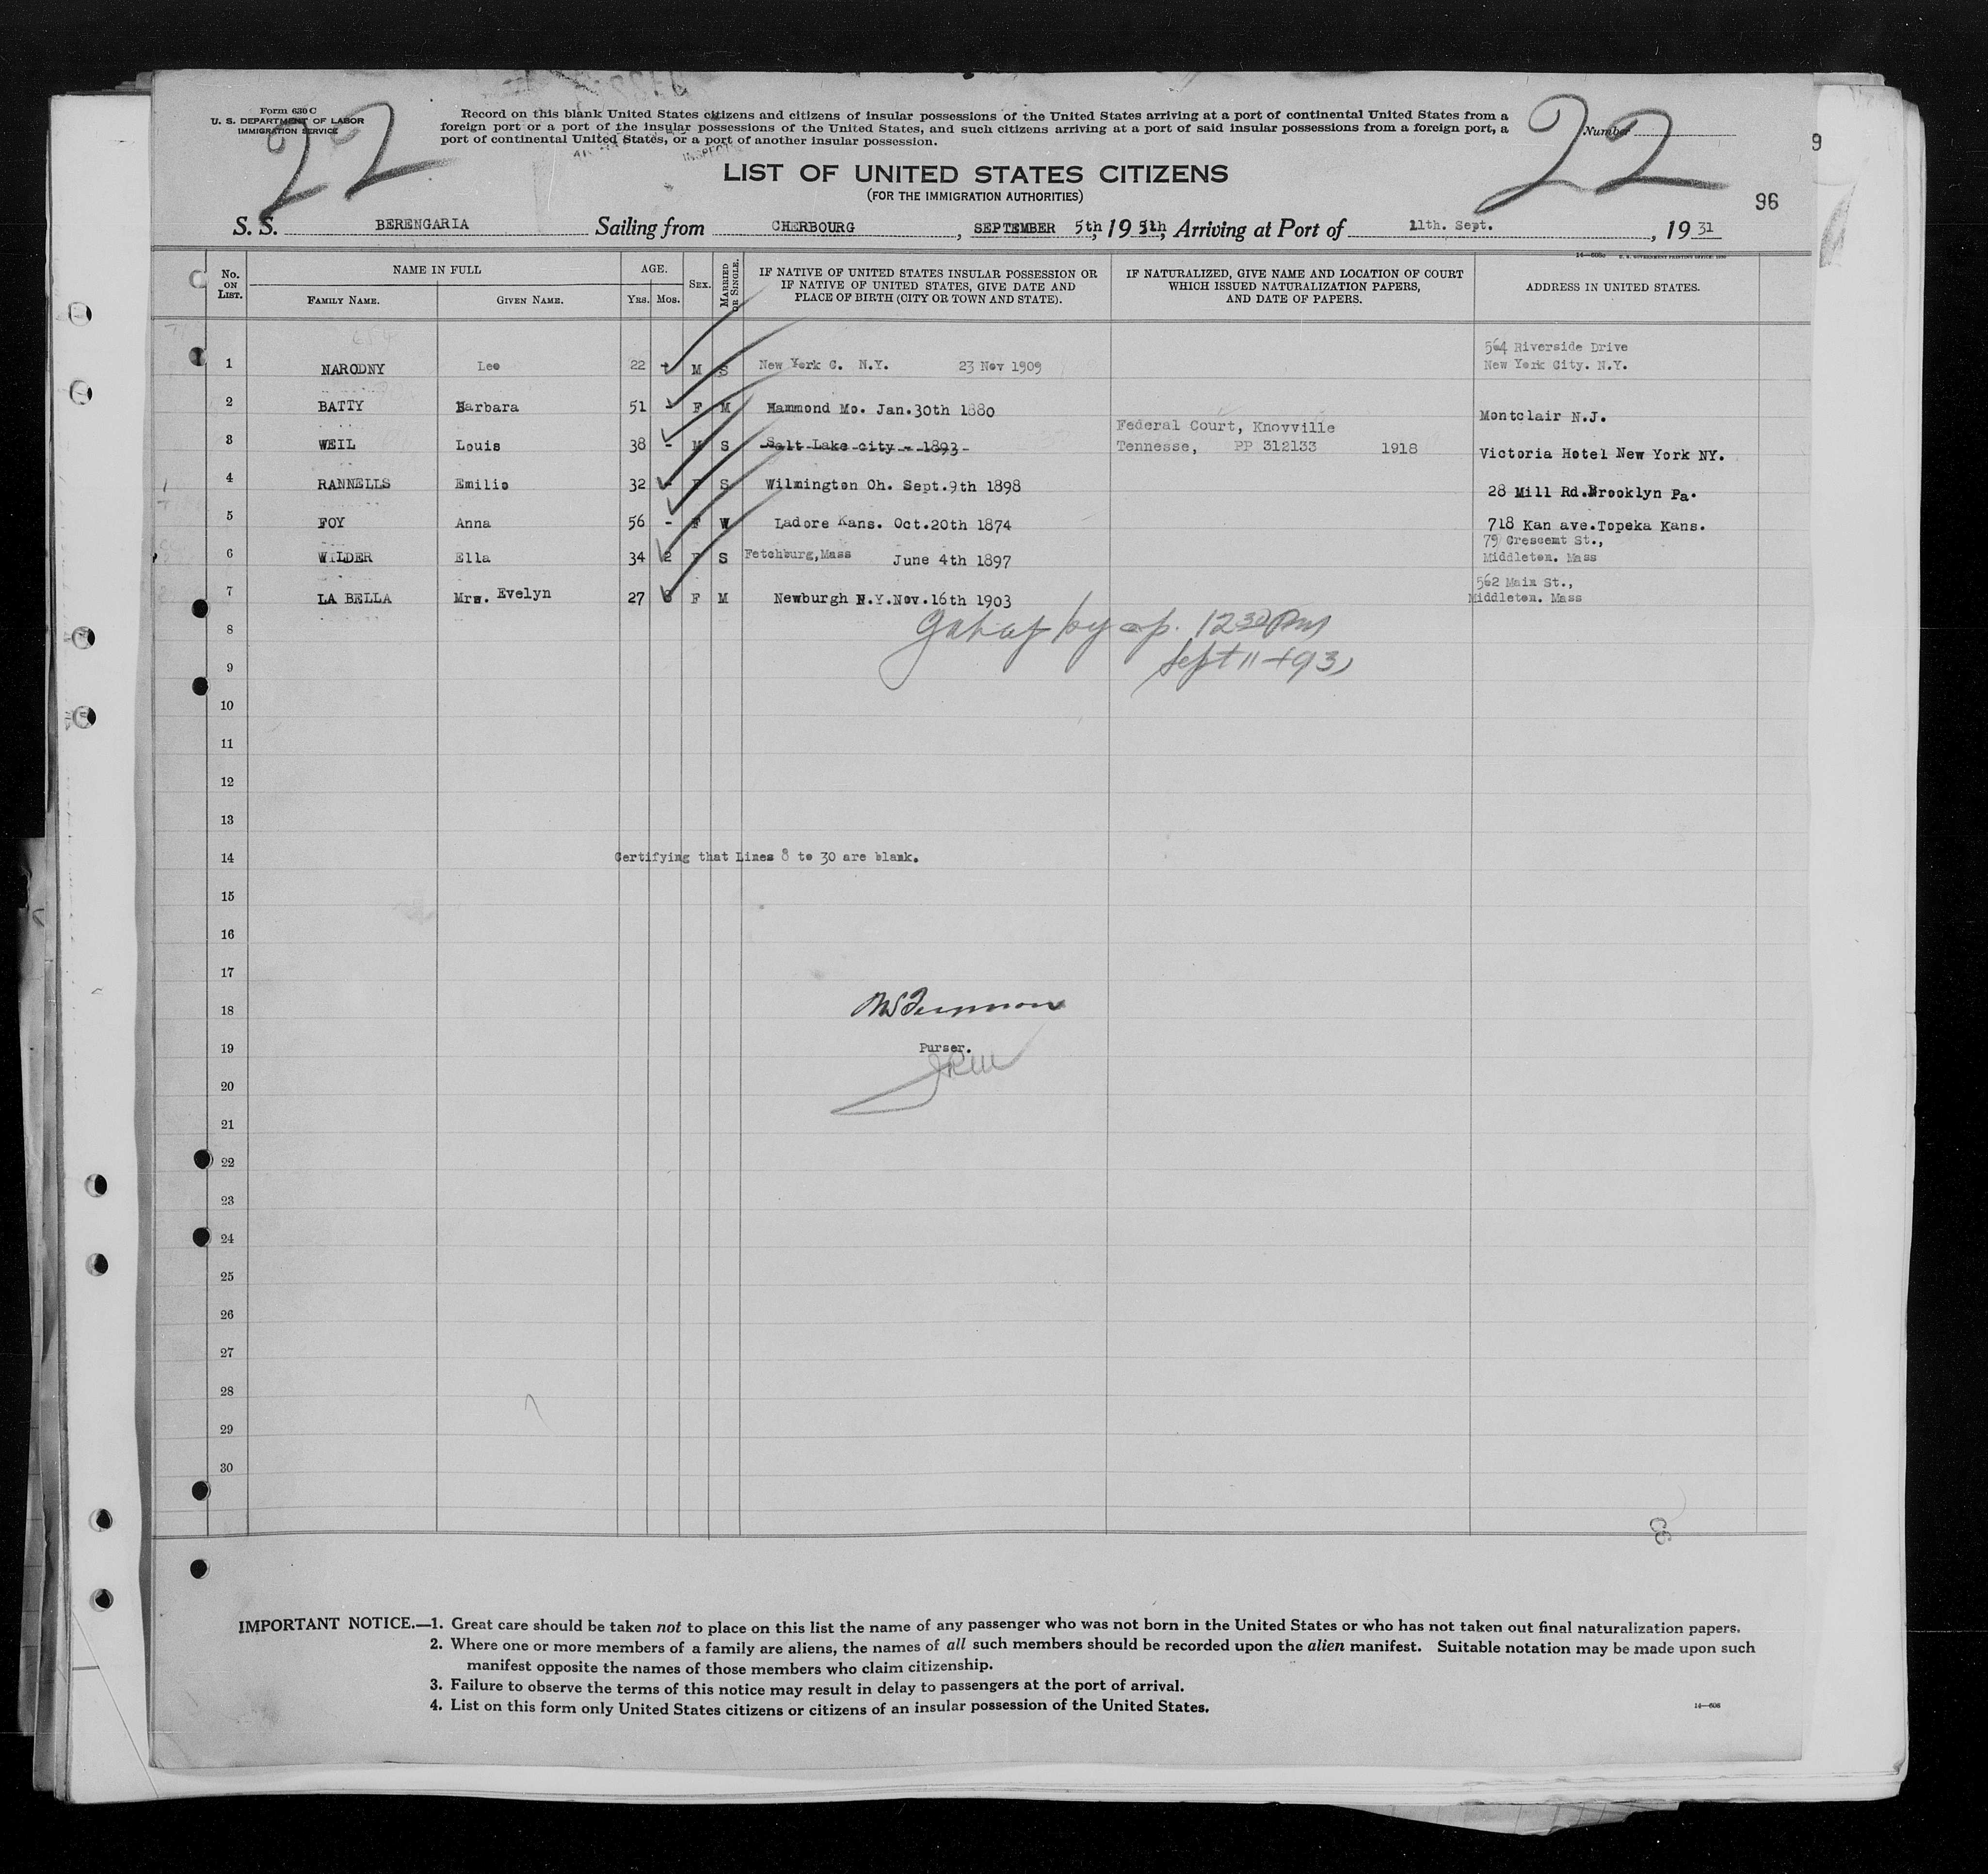 Form 630 C
U. S. DEPARTMENT OF LABOR
IMMIGRATION SERVICE
22
Record on this blank United States citizens and citizens of insular possessions of the United States arriving at a port of continental United States from a
foreign port or a port of the insular possessions of the United States, and such citizens arriving at a port of said insular possessions from a foreign port, a
port of continental United States, or a port of another insular possession.
Number
22
9
96
LIST OF UNITED STATES CITIZENS
(FOR THE IMMIGRATION AUTHORITIES)
S. S. BERENGARIA Sailing from CHERBOURG, SEPTEMBER 5th, 19 Arriving at Port of 11th. Sept., 19 31
14—605c U. S. GOVERNMENT PRINTING OFFICE: 1930
No. ON LIST.
NAME IN FULL
FAMILY NAME. GIVEN NAME.
AGE.
YRS. MOS.
SEX.
MARRIED OR SINGLE.
IF NATIVE OF UNITED STATES INSULAR POSSESSION OR
IF NATIVE OF UNITED STATES, GIVE DATE AND
PLACE OF BIRTH (CITY OR TOWN AND STATE).
IF NATURALIZED, GIVE NAME AND LOCATION OF COURT
WHICH ISSUED NATURALIZATION PAPERS,
AND DATE OF PAPERS.
ADDRESS IN UNITED STATES.
564 Riverside Drive
1 NARODNY Leo 22 - M S New York C. N.Y. 23 Nov 1909 New York City. N.Y.
2 BATTY Barbara 51 - F M Hammond Mo. Jan.30th 1880 Montclair N.J.
Federal Court, Knovville
3 WEIL Louis 38 - M S Salt Lake city - 1893- Tennesse, PP 312133 1918 Victoria Hotel New York NY.
4 RANNELLS Emilie 32 - F S Wilmington Oh. Sept.9th 1898 28 Mill Rd.Brooklyn Pa.
5 FOY Anna 56 - F W Ladore Kans. Oct.20th 1874 718 Kan ave.Topeka Kans.
79 Crescent St.,
6 WILDER Ella 34 2 F S Fetchburg,Mass June 4th 1897 Middleton. Mass
562 Main St.,
7 LA BELLA Mrs. Evelyn 27 F M Newburgh N.Y.Nov.16th 1903 Middleton. Mass
8
by 12 30 PM
9
Sept 11 1931
10
11
12
13
14 Certifying that Lines 8 to 30 are blank.
15
16
17
18
19 Purser.
20
21
22
23
24
25
26
27
28
29
30
IMPORTANT NOTICE.—1. Great care should be taken not to place on this list the name of any passenger who was not born in the United States or who has not taken out final naturalization papers.
2. Where one or more members of a family are aliens, the names of all such members should be recorded upon the alien manifest. Suitable notation may be made upon such
manifest opposite the names of those members who claim citizenship.
3. Failure to observe the terms of this notice may result in delay to passengers at the port of arrival.
4. List on this form only United States citizens or citizens of an insular possession of the United States.
14—606